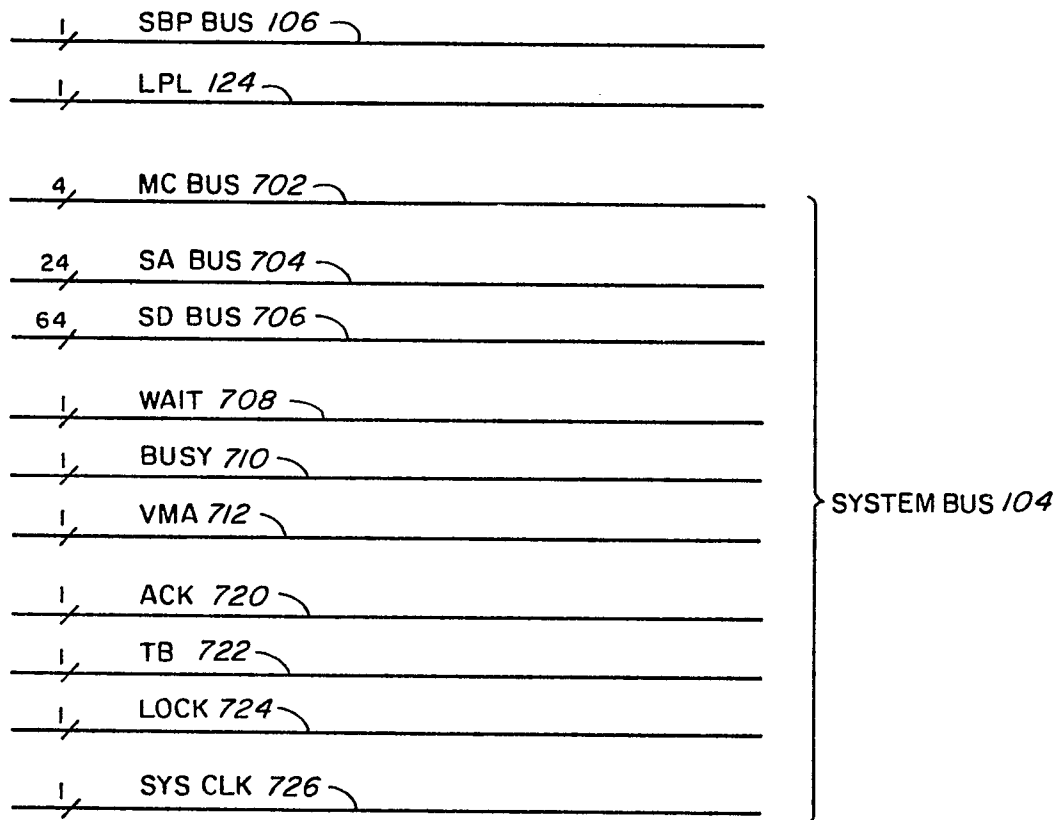 1 SBP BUS 106
1 LPL 124
4 MC BUS 702
24 SA BUS 704
64 SD BUS 706
1 WAIT 708
1 BUSY 710
1 VMA 712
SYSTEM BUS 104
1 ACK 720
1 TB 722
1 LOCK 724
1 SYS CLK 726